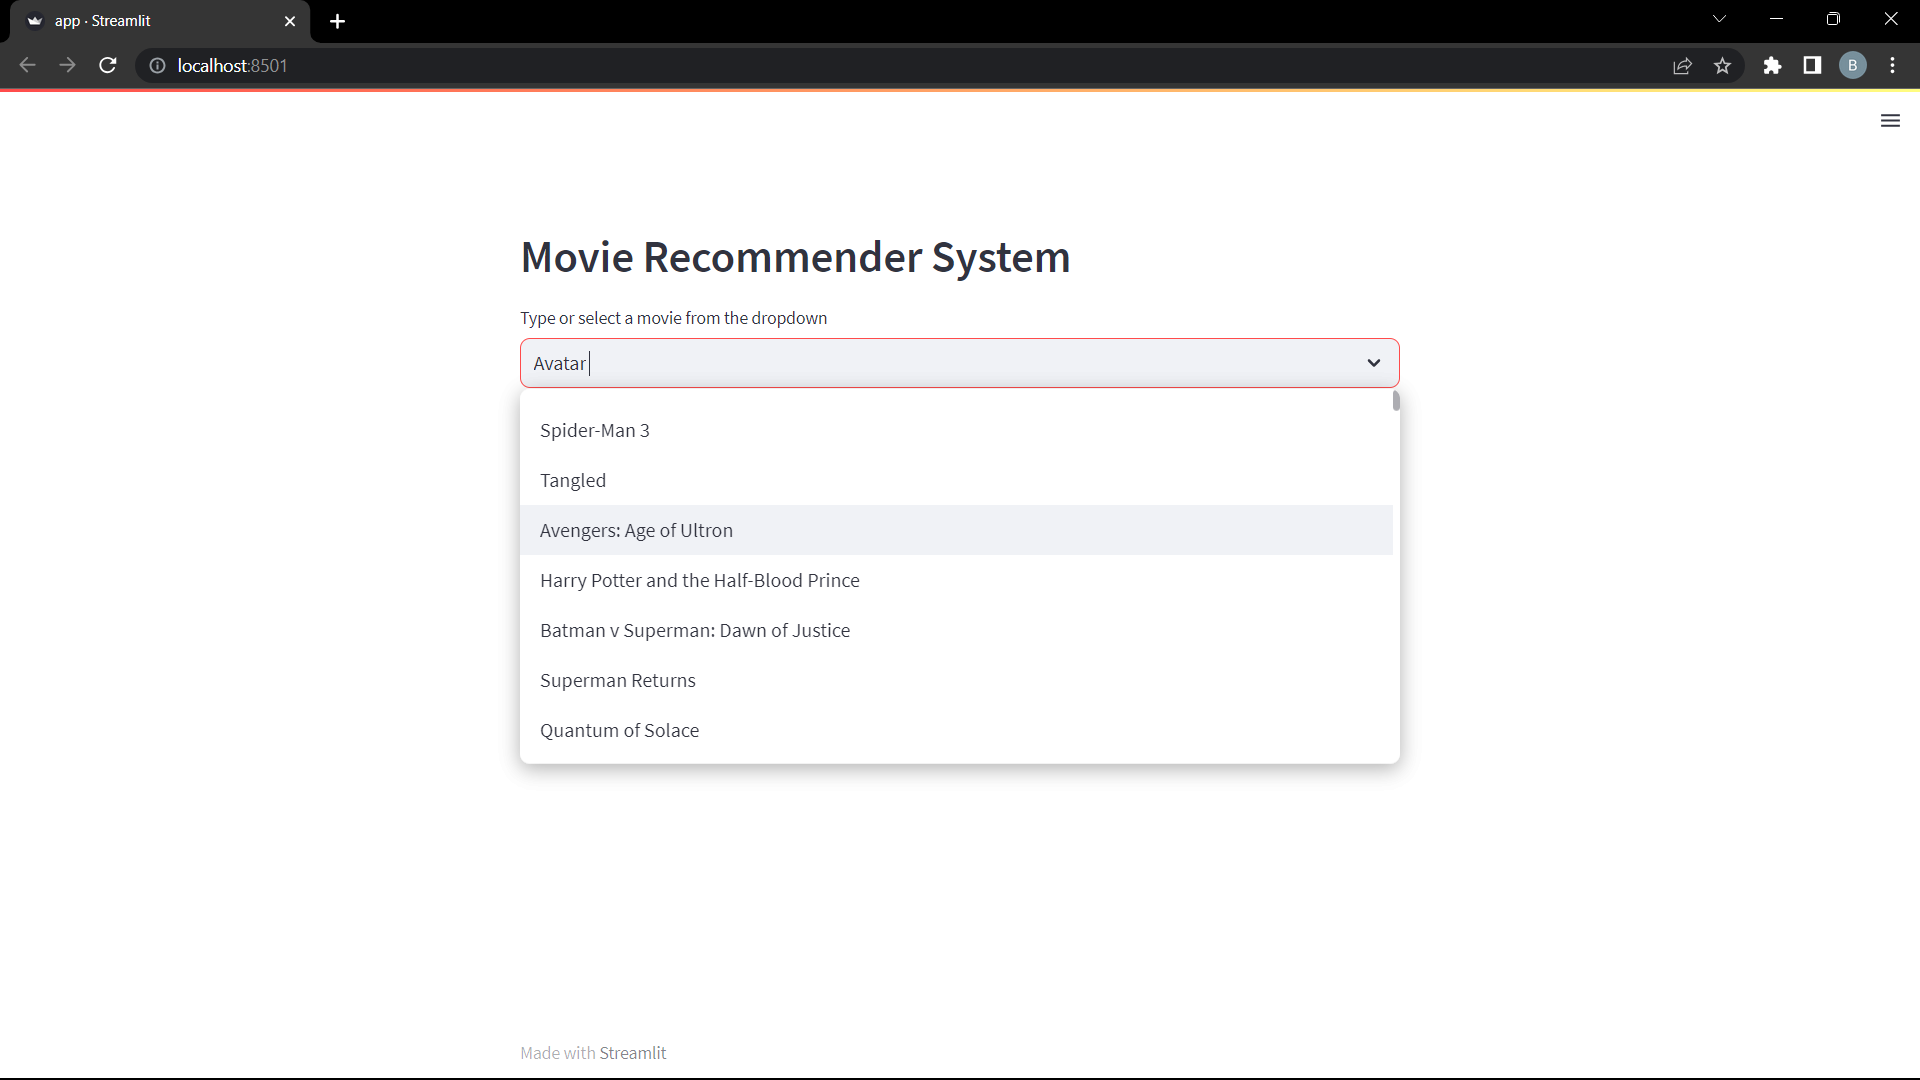 app · Streamlit
localhost:8501
B
Movie Recommender System
Type or select a movie from the dropdown
Avatar
Spider-Man 3
Tangled
Avengers: Age of Ultron
Harry Potter and the Half-Blood Prince
Batman v Superman: Dawn of Justice
Superman Returns
Quantum of Solace
Made with Streamlit